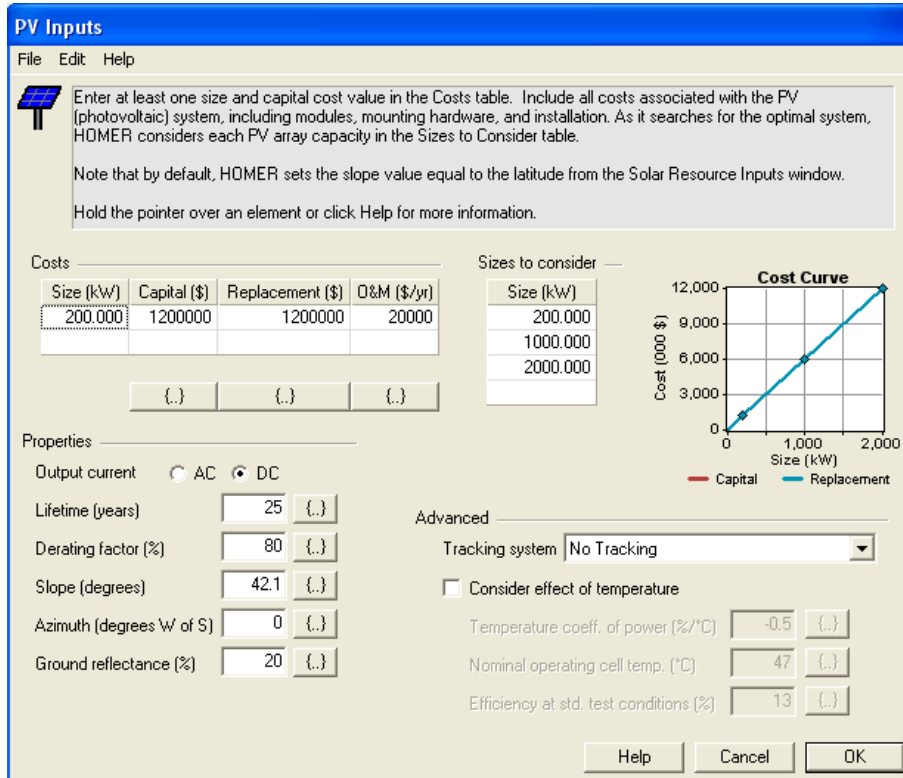 PV Inputs
File Edit Help
Enter at least one size and capital cost value in the Costs table. Include all costs associated with the PV
(photovoltaic) system, including modules, mounting hardware, and installation. As it searches for the optimal system,
HOMER considers each PV array capacity in the Sizes to Consider table.
Note that by default, HOMER sets the slope value equal to the latitude from the Solar Resource Inputs window.
Hold the pointer over an element or click Help for more information.
Costs
Size (kW) Capital ($) Replacement ($) O&M ($/yr)
200.000 1200000 1200000 20000
{..} {..} {..}
Sizes to consider
Size (kW)
200.000
1000.000
2000.000
Cost Curve
12,000
9,000
6,000
3,000
0
Cost (000 $)
0 1,000 2,000
Size (kW)
Capital Replacement
Properties
Output current AC DC
Lifetime (years) 25 {..}
Derating factor (%) 80 {..}
Slope (degrees) 42.1 {..}
Azimuth (degrees W of S) 0 {..}
Ground reflectance (%) 20 {..}
Advanced
Tracking system No Tracking
Consider effect of temperature
Temperature coeff. of power (%/°C) -0.5 {..}
Nominal operating cell temp. (°C) 47 {..}
Efficiency at std. test conditions (%) 13 {..}
Help Cancel OK